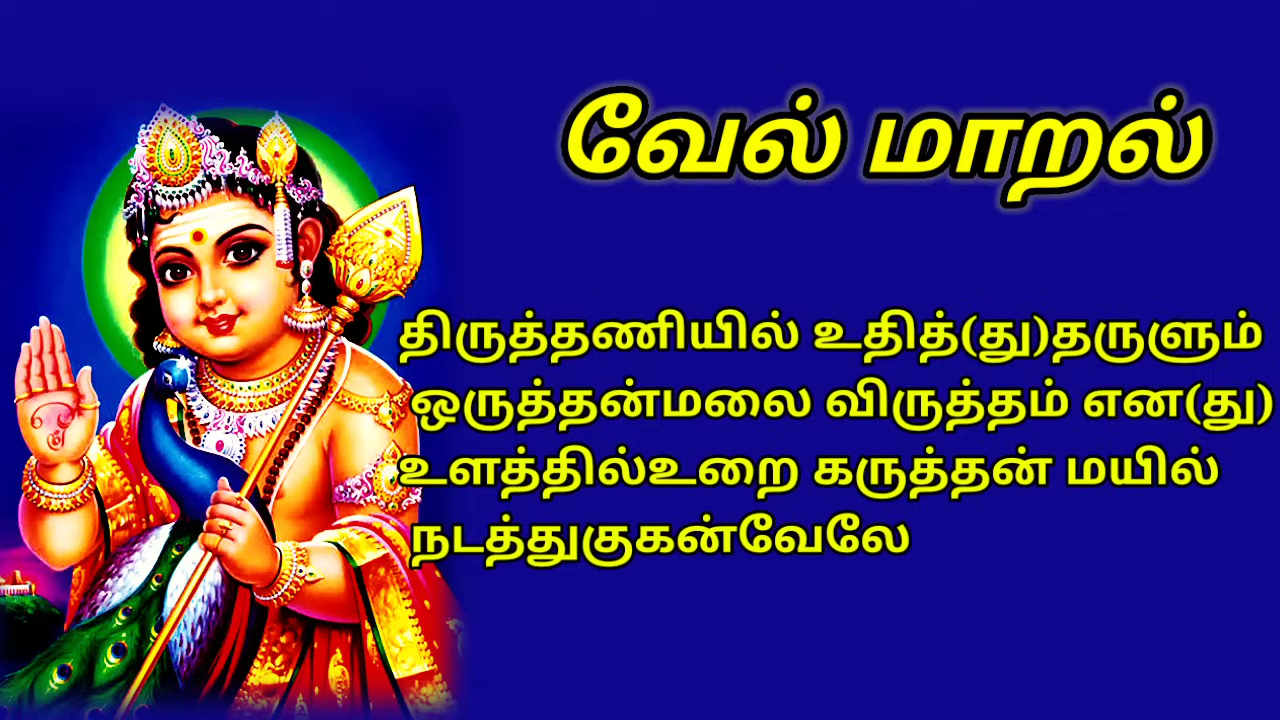 வேல் மாறல்
திருத்தணியில் உதித்(து)தருளும்
ஒருத்தன்மலை விருத்தம் என(து)
உளத்தில்உறை கருத்தன் மயில்
நடத்துகுகன்வேலே